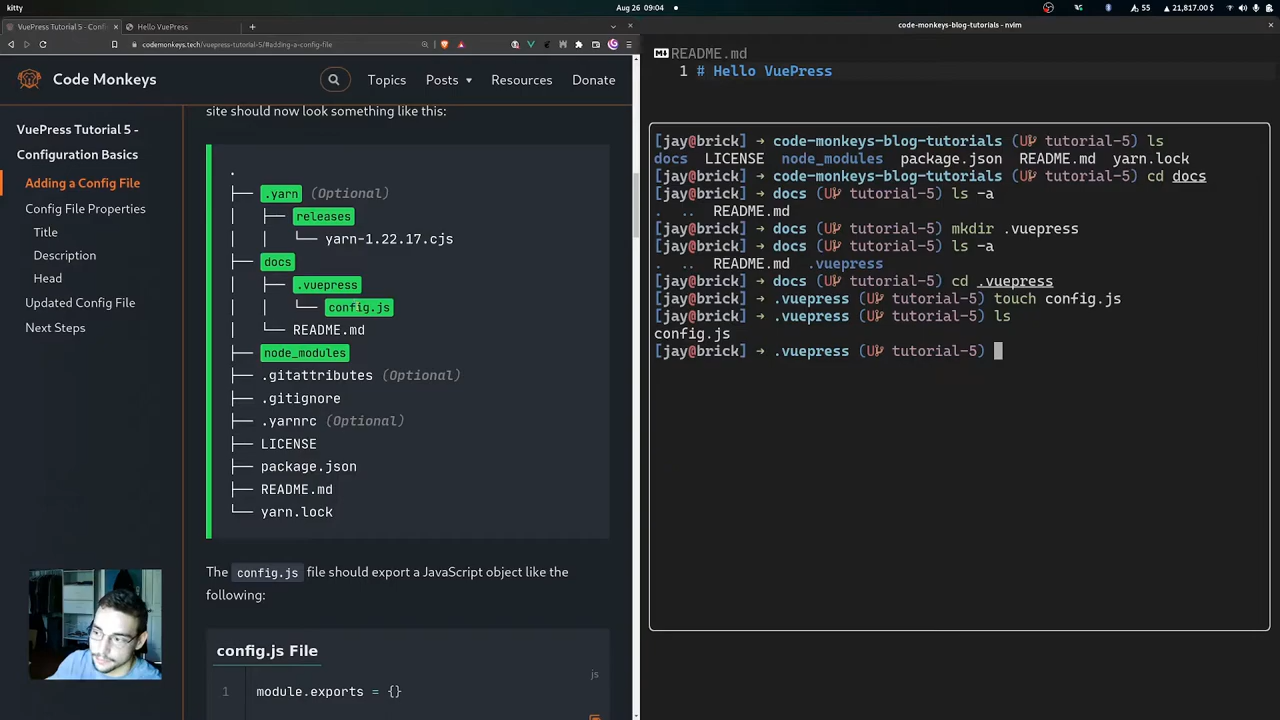 kitty
Aug 26 09:04
55
21,817.00 $
VuePress Tutorial 5 - Confi
Hello VuePress
codemonkeys.tech/vuepress-tutorial-5/#adding-a-config-file
code-monkeys-blog-tutorials - nvim
Code Monkeys
Topics
Posts
Resources
Donate
VuePress Tutorial 5 -
Configuration Basics
Adding a Config File
Config File Properties
Title
Description
Head
Updated Config File
Next Steps
site should now look something like this:
.
├── .yarn (Optional)
│ ├── releases
│ │ └── yarn-1.22.17.cjs
├── docs
│ ├── .vuepress
│ │ └── config.js
│ └── README.md
├── node_modules
├── .gitattributes (Optional)
├── .gitignore
├── .yarnrc (Optional)
├── LICENSE
├── package.json
├── README.md
└── yarn.lock
The config.js file should export a JavaScript object like the
following:
config.js File
js
1 module.exports = {}
README.md
1 # Hello VuePress
[jay@brick] → code-monkeys-blog-tutorials (U tutorial-5) ls
docs LICENSE node_modules package.json README.md yarn.lock
[jay@brick] → code-monkeys-blog-tutorials (U tutorial-5) cd docs
[jay@brick] → docs (U tutorial-5) ls -a
. .. README.md
[jay@brick] → docs (U tutorial-5) mkdir .vuepress
[jay@brick] → docs (U tutorial-5) ls -a
. .. README.md .vuepress
[jay@brick] → docs (U tutorial-5) cd .vuepress
[jay@brick] → .vuepress (U tutorial-5) touch config.js
[jay@brick] → .vuepress (U tutorial-5) ls
config.js
[jay@brick] → .vuepress (U tutorial-5)